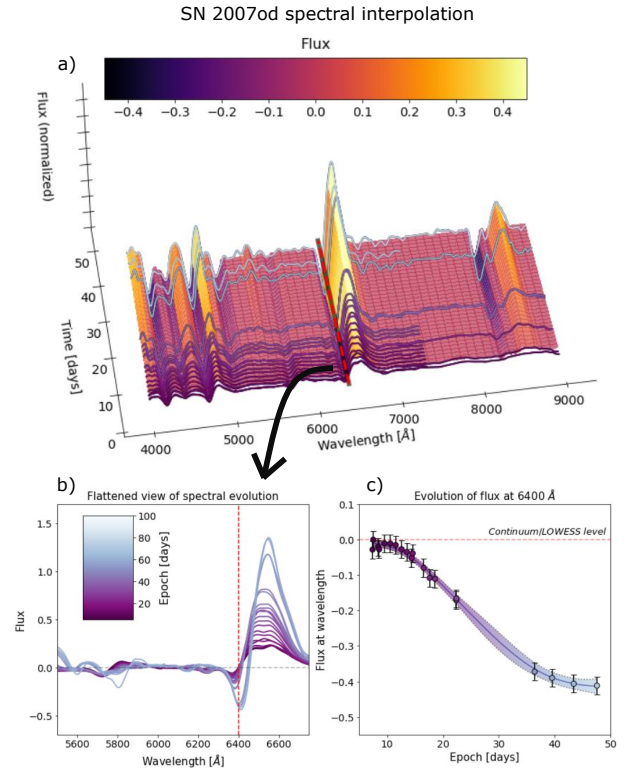 SN 2007od spectral interpolation
a)
Flux
−0.4 −0.3 −0.2 −0.1 0.0 0.1 0.2 0.3 0.4
Flux (normalized)
50
40
30
20
10
0
Time [days]
4000 5000 6000 7000 8000 9000
Wavelength [Å]
b)
Flattened view of spectral evolution
1.5
1.0
0.5
0.0
−0.5
Flux
100
80
60
40
20
Epoch [days]
5600 5800 6000 6200 6400 6600
Wavelength [Å]
c)
Evolution of flux at 6400 Å
0.1
0.0
−0.1
−0.2
−0.3
−0.4
−0.5
Flux at wavelength
Continuum/LOWESS level
10 20 30 40 50
Epoch [days]